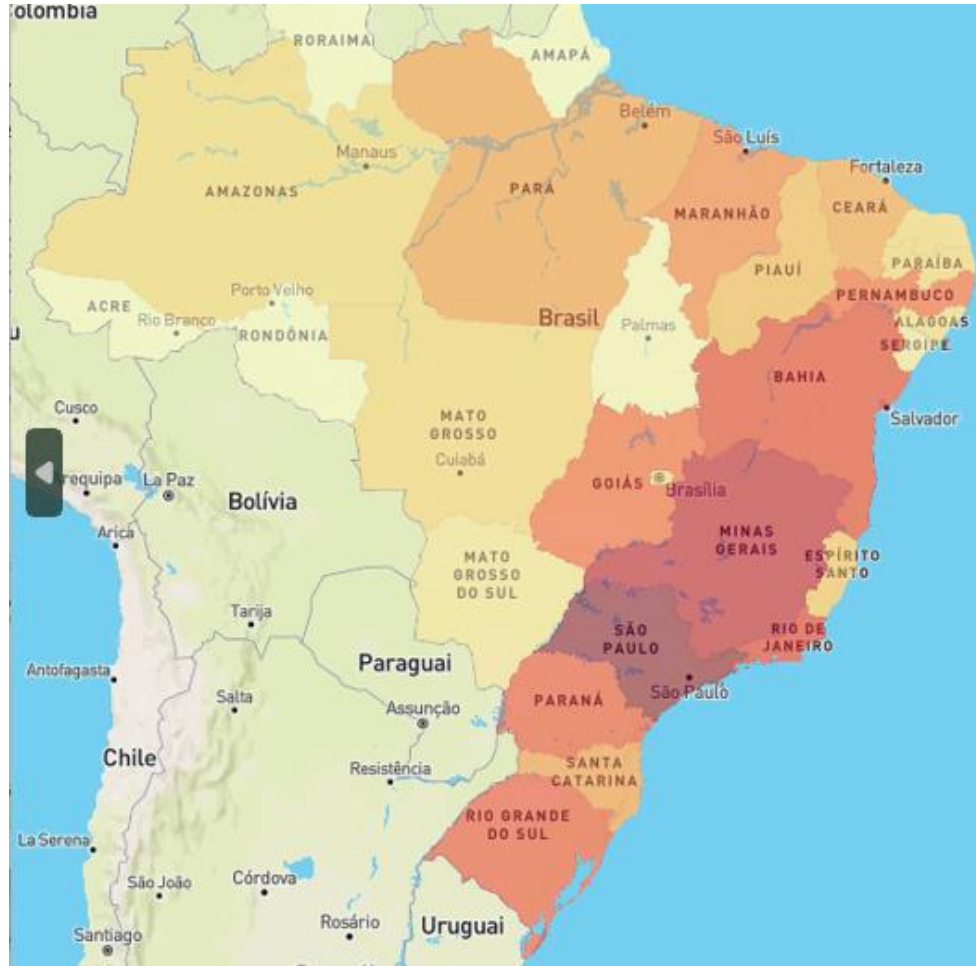 olombia
RORAIMA
AMAPÁ
Belém
São Luís
Manaus
Fortaleza
AMAZONAS
PARÁ
MARANHÃO
CEARÁ
PARAÍBA
PIAUÍ
Porto Velho
PERNAMBUCO
ACRE
Rio Branco
RONDÔNIA
Brasil
Palmas
ALAGOAS
SERGIPE
u
BAHIA
Cusco
MATO
GROSSO
Salvador
Cuiabá
requipa
La Paz
GOIÁS
Brasília
Bolívia
Arica
MINAS
GERAIS
MATO
GROSSO
DO SUL
ESPÍRITO
SANTO
Tarija
SÃO
PAULO
RIO DE
JANEIRO
Paraguai
Antofagasta
São Paulo
Salta
PARANÁ
Assunção
Chile
Resistência
SANTA
CATARINA
RIO GRANDE
DO SUL
La Serena
São João
Córdova
Rosário
Uruguai
Santiago